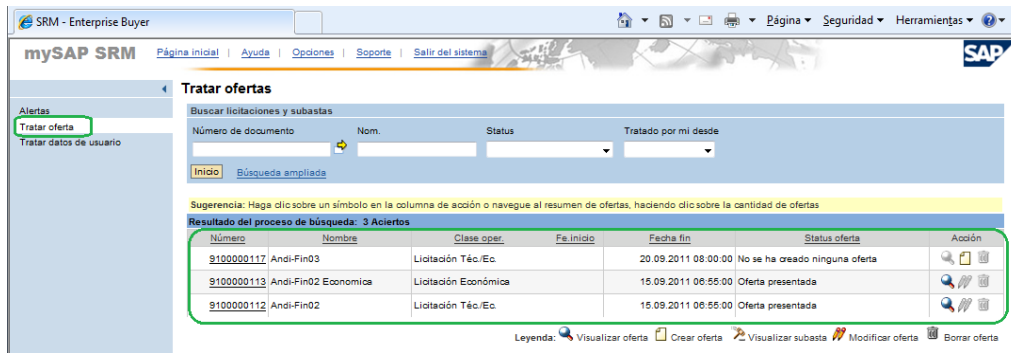 SRM - Enterprise Buyer
Página Seguridad Herramientas
mySAP SRM Página inicial | Ayuda | Opciones | Soporte | Salir del sistema SAP
Tratar ofertas
Alertas
Tratar oferta
Tratar datos de usuario
Buscar licitaciones y subastas
Número de documento Nom. Status Tratado por mi desde
Inicio Búsqueda ampliada
Sugerencia: Haga clic sobre un símbolo en la columna de acción o navegue al resumen de ofertas, haciendo clic sobre la cantidad de ofertas
Resultado del proceso de búsqueda: 3 Aciertos
Número Nombre Clase oper. Fe.inicio Fecha fin Status oferta Acción
9100000117 Andi-Fin03 Licitación Téc./Ec. 20.09.2011 08:00:00 No se ha creado ninguna oferta
9100000113 Andi-Fin02 Economica Licitación Económica 15.09.2011 06:55:00 Oferta presentada
9100000112 Andi-Fin02 Licitación Téc./Ec. 15.09.2011 06:55:00 Oferta presentada
Leyenda: Visualizar oferta Crear oferta Visualizar subasta Modificar oferta Borrar oferta